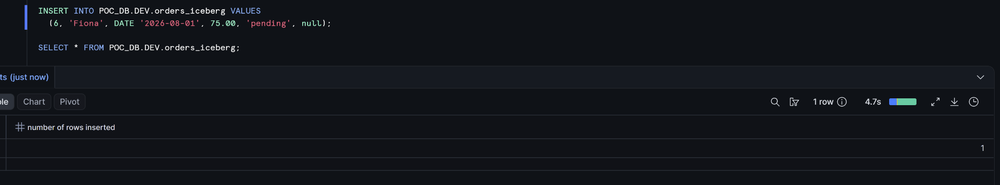 INSERT INTO POC_DB.DEV.orders_iceberg VALUES
(6, 'Fiona', DATE '2026-08-01', 75.00, 'pending', null);
SELECT * FROM POC_DB.DEV.orders_iceberg;
ts (just now)
ble Chart Pivot 1 row 4.7s
number of rows inserted
1